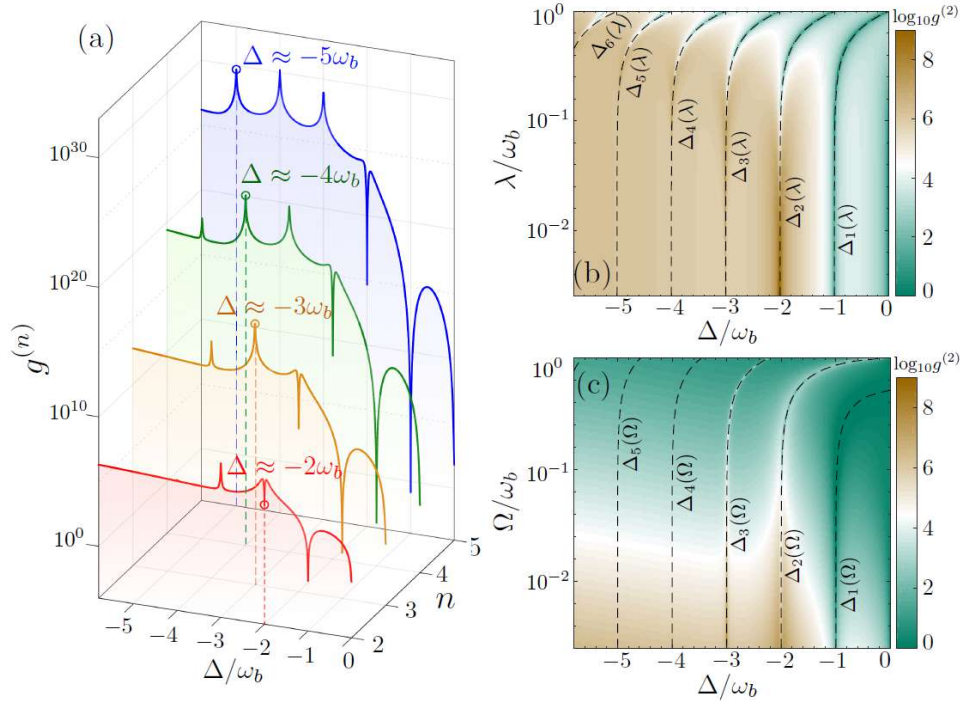 (a)
Δ ≈ −5ω_b
Δ ≈ −4ω_b
Δ ≈ −3ω_b
Δ ≈ −2ω_b
g^(n)
10^30
10^20
10^10
10^0
−5 −4 −3 −2 −1 0
Δ/ω_b
2 3 4 5
n
(b)
λ/ω_b
10^0
10^−1
10^−2
Δ_6(λ) Δ_5(λ) Δ_4(λ) Δ_3(λ) Δ_2(λ) Δ_1(λ)
−5 −4 −3 −2 −1 0
Δ/ω_b
log_10 g^(2)
8
6
4
2
0
(c)
Ω/ω_b
10^0
10^−1
10^−2
Δ_5(Ω) Δ_4(Ω) Δ_3(Ω) Δ_2(Ω) Δ_1(Ω)
−5 −4 −3 −2 −1 0
Δ/ω_b
log_10 g^(2)
8
6
4
2
0